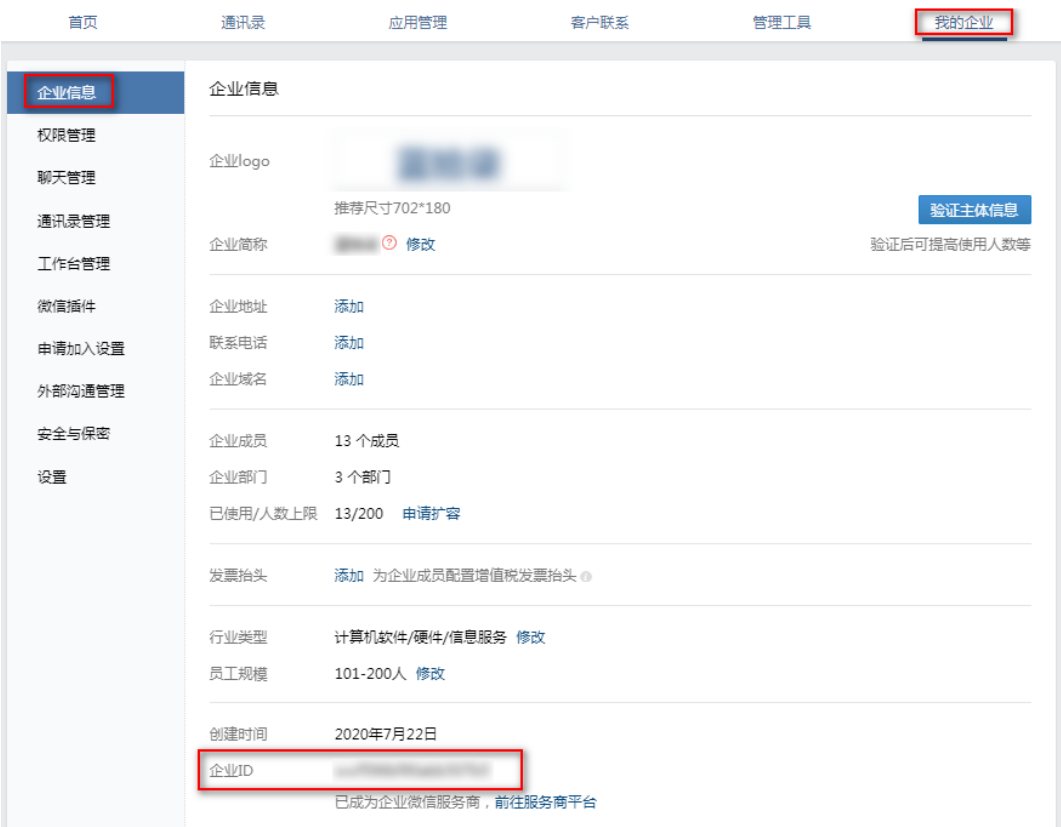 首页 通讯录 应用管理 客户联系 管理工具 我的企业
企业信息
权限管理
聊天管理
通讯录管理
工作台管理
微信插件
申请加入设置
外部沟通管理
安全与保密
设置
企业信息
企业logo
推荐尺寸702*180
验证主体信息
企业简称 修改
验证后可提高使用人数等
企业地址 添加
联系电话 添加
企业域名 添加
企业成员 13 个成员
企业部门 3 个部门
已使用/人数上限 13/200 申请扩容
发票抬头 添加 为企业成员配置增值税发票抬头
行业类型 计算机软件/硬件/信息服务 修改
员工规模 101-200人 修改
创建时间 2020年7月22日
企业ID
已成为企业微信服务商，前往服务商平台